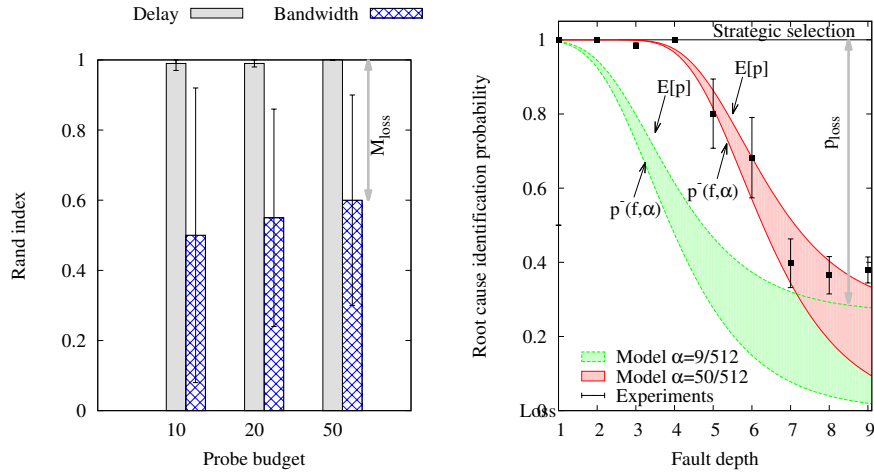 Delay
Bandwidth
1
0.8
0.6
0.4
0.2
0
10
20
50
Rand index
Probe budget
M_loss
Strategic selection
1
0.8
0.6
0.4
0.2
0
Loss
1
2
3
4
5
6
7
8
9
Root cause identification probability
Fault depth
E[p]
E[p]
p⁻(f,α)
p⁻(f,α)
p_loss
Model α=9/512
Model α=50/512
Experiments